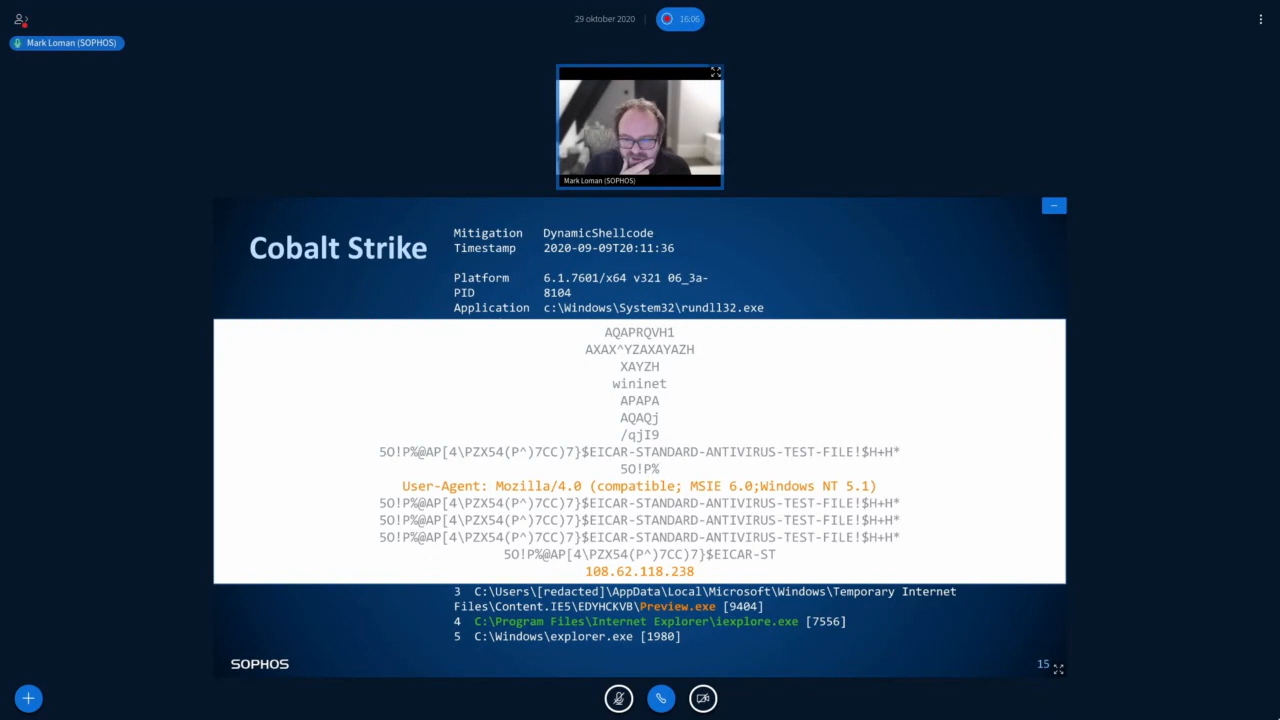 29 oktober 2020
16:06
Mark Loman (SOPHOS)
Mark Loman (SOPHOS)
Cobalt Strike
Mitigation DynamicShellcode
Timestamp 2020-09-09T20:11:36
Platform 6.1.7601/x64 v321 06_3a-
PID 8104
Application c:\Windows\System32\rundll32.exe
AQAPRQVH1
AXAX^YZAXAYAZH
XAYZH
wininet
APAPA
AQAQj
/qjI9
5O!P%@AP[4\PZX54(P^)7CC)7}$EICAR-STANDARD-ANTIVIRUS-TEST-FILE!$H+H*
5O!P%
User-Agent: Mozilla/4.0 (compatible; MSIE 6.0;Windows NT 5.1)
5O!P%@AP[4\PZX54(P^)7CC)7}$EICAR-STANDARD-ANTIVIRUS-TEST-FILE!$H+H*
5O!P%@AP[4\PZX54(P^)7CC)7}$EICAR-STANDARD-ANTIVIRUS-TEST-FILE!$H+H*
5O!P%@AP[4\PZX54(P^)7CC)7}$EICAR-STANDARD-ANTIVIRUS-TEST-FILE!$H+H*
5O!P%@AP[4\PZX54(P^)7CC)7}$EICAR-ST
108.62.118.238
3 C:\Users\[redacted]\AppData\Local\Microsoft\Windows\Temporary Internet
Files\Content.IE5\EDYHCKVB\Preview.exe [9404]
4 C:\Program Files\Internet Explorer\iexplore.exe [7556]
5 C:\Windows\explorer.exe [1980]
SOPHOS
15